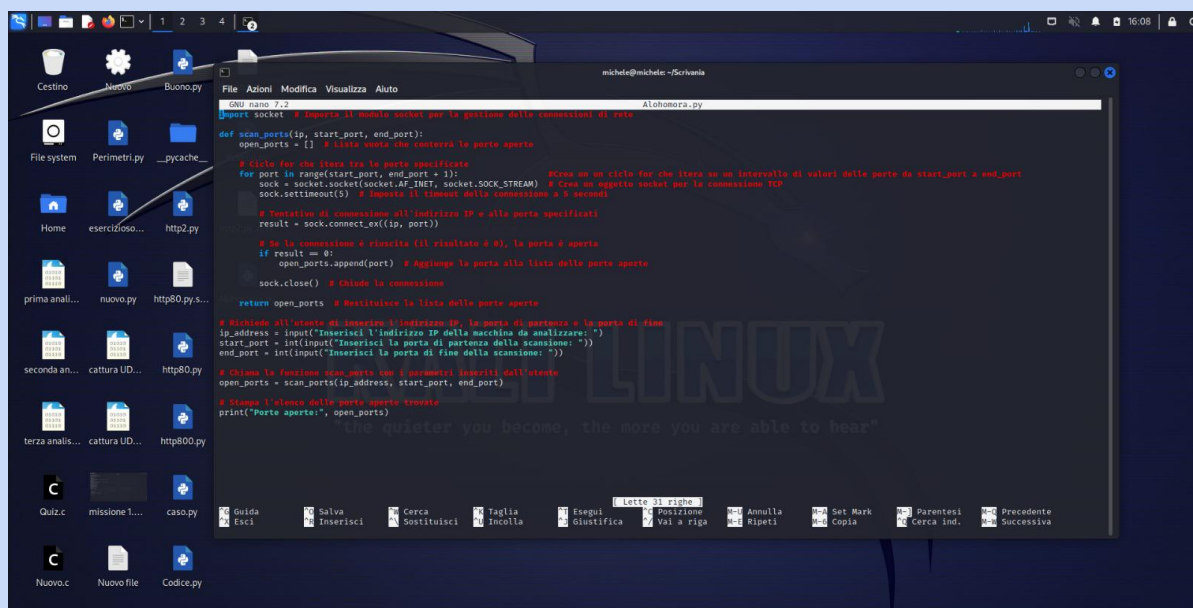 1 2 3 4
2
16:08
Cestino
Nuovo
Buono.py
File system
Perimetri.py
__pycache__
Home
esercizioso...
http2.py
prima anali...
nuovo.py
http80.py.s...
seconda an...
cattura UD...
http80.py
terza analis...
cattura UD...
http800.py
Quiz.c
missione 1....
caso.py
Nuovo.c
Nuovo file
Codice.py
michele@michele: ~/Scrivania
File Azioni Modifica Visualizza Aiuto
GNU nano 7.2 Alohomora.py
import socket # Importa il modulo socket per la gestione delle connessioni di rete
def scan_ports(ip, start_port, end_port):
open_ports = [] # Lista vuota che conterrà le porte aperte
# Ciclo for che itera tra le porte specificate
for port in range(start_port, end_port + 1): #Crea un un ciclo for che itera su un intervallo di valori delle porte da start_port a end_port
sock = socket.socket(socket.AF_INET, socket.SOCK_STREAM) # Crea un oggetto socket per la connessione TCP
sock.settimeout(5) # Imposta il timeout della connessione a 5 secondi
# Tentativo di connessione all'indirizzo IP e alla porta specificati
result = sock.connect_ex((ip, port))
# Se la connessione è riuscita (il risultato è 0), la porta è aperta
if result == 0:
open_ports.append(port) # Aggiunge la porta alla lista delle porte aperte
sock.close() # Chiude la connessione
return open_ports # Restituisce la lista delle porte aperte
# Richiede all'utente di inserire l'indirizzo IP, la porta di partenza e la porta di fine
ip_address = input("Inserisci l'indirizzo IP della macchina da analizzare: ")
start_port = int(input("Inserisci la porta di partenza della scansione: "))
end_port = int(input("Inserisci la porta di fine della scansione: "))
# Chiama la funzione scan_ports con i parametri inseriti dall'utente
open_ports = scan_ports(ip_address, start_port, end_port)
# Stampa l'elenco delle porte aperte trovate
print("Porte aperte:", open_ports)
KALI LINUX
"the quieter you become, the more you are able to hear"
[ Lette 31 righe ]
^G Guida ^O Salva ^W Cerca ^K Taglia ^T Esegui ^C Posizione M-U Annulla M-A Set Mark M-] Parentesi M-Q Precedente
^X Esci ^R Inserisci ^\ Sostituisci ^U Incolla ^J Giustifica ^/ Vai a riga M-E Ripeti M-6 Copia ^Q Cerca ind. M-W Successiva